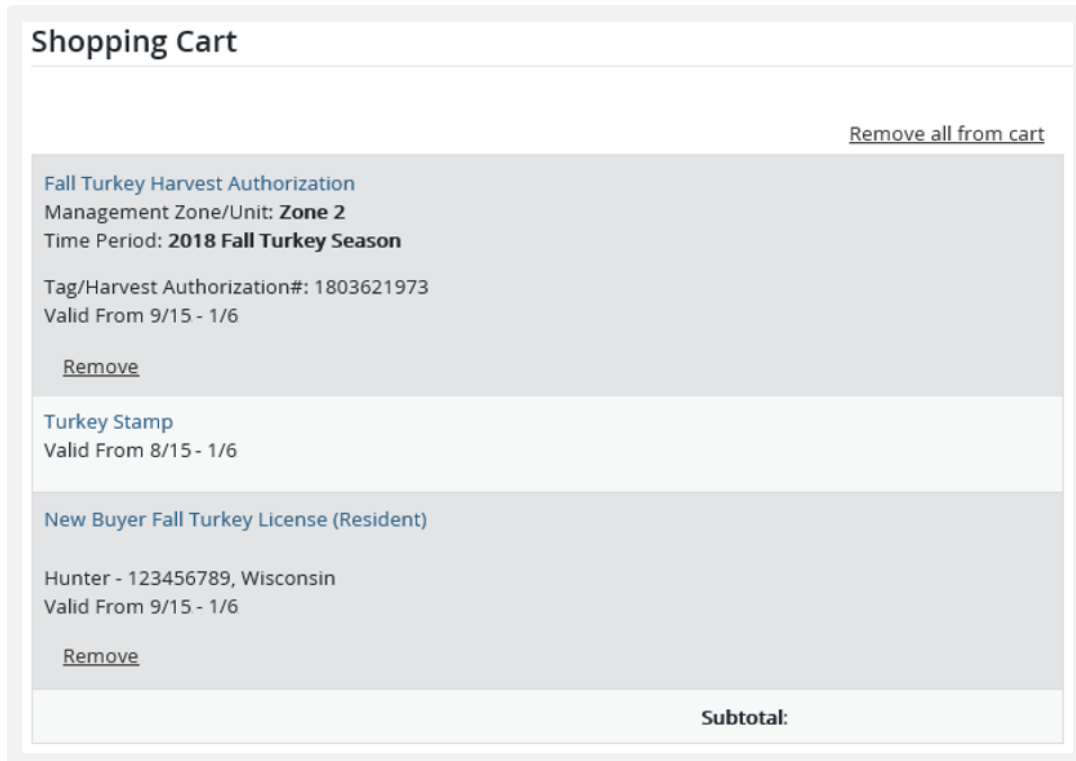 Shopping Cart
Remove all from cart
Fall Turkey Harvest Authorization
Management Zone/Unit: Zone 2
Time Period: 2018 Fall Turkey Season
Tag/Harvest Authorization#: 1803621973
Valid From 9/15 - 1/6
Remove
Turkey Stamp
Valid From 8/15 - 1/6
New Buyer Fall Turkey License (Resident)
Hunter - 123456789, Wisconsin
Valid From 9/15 - 1/6
Remove
Subtotal: